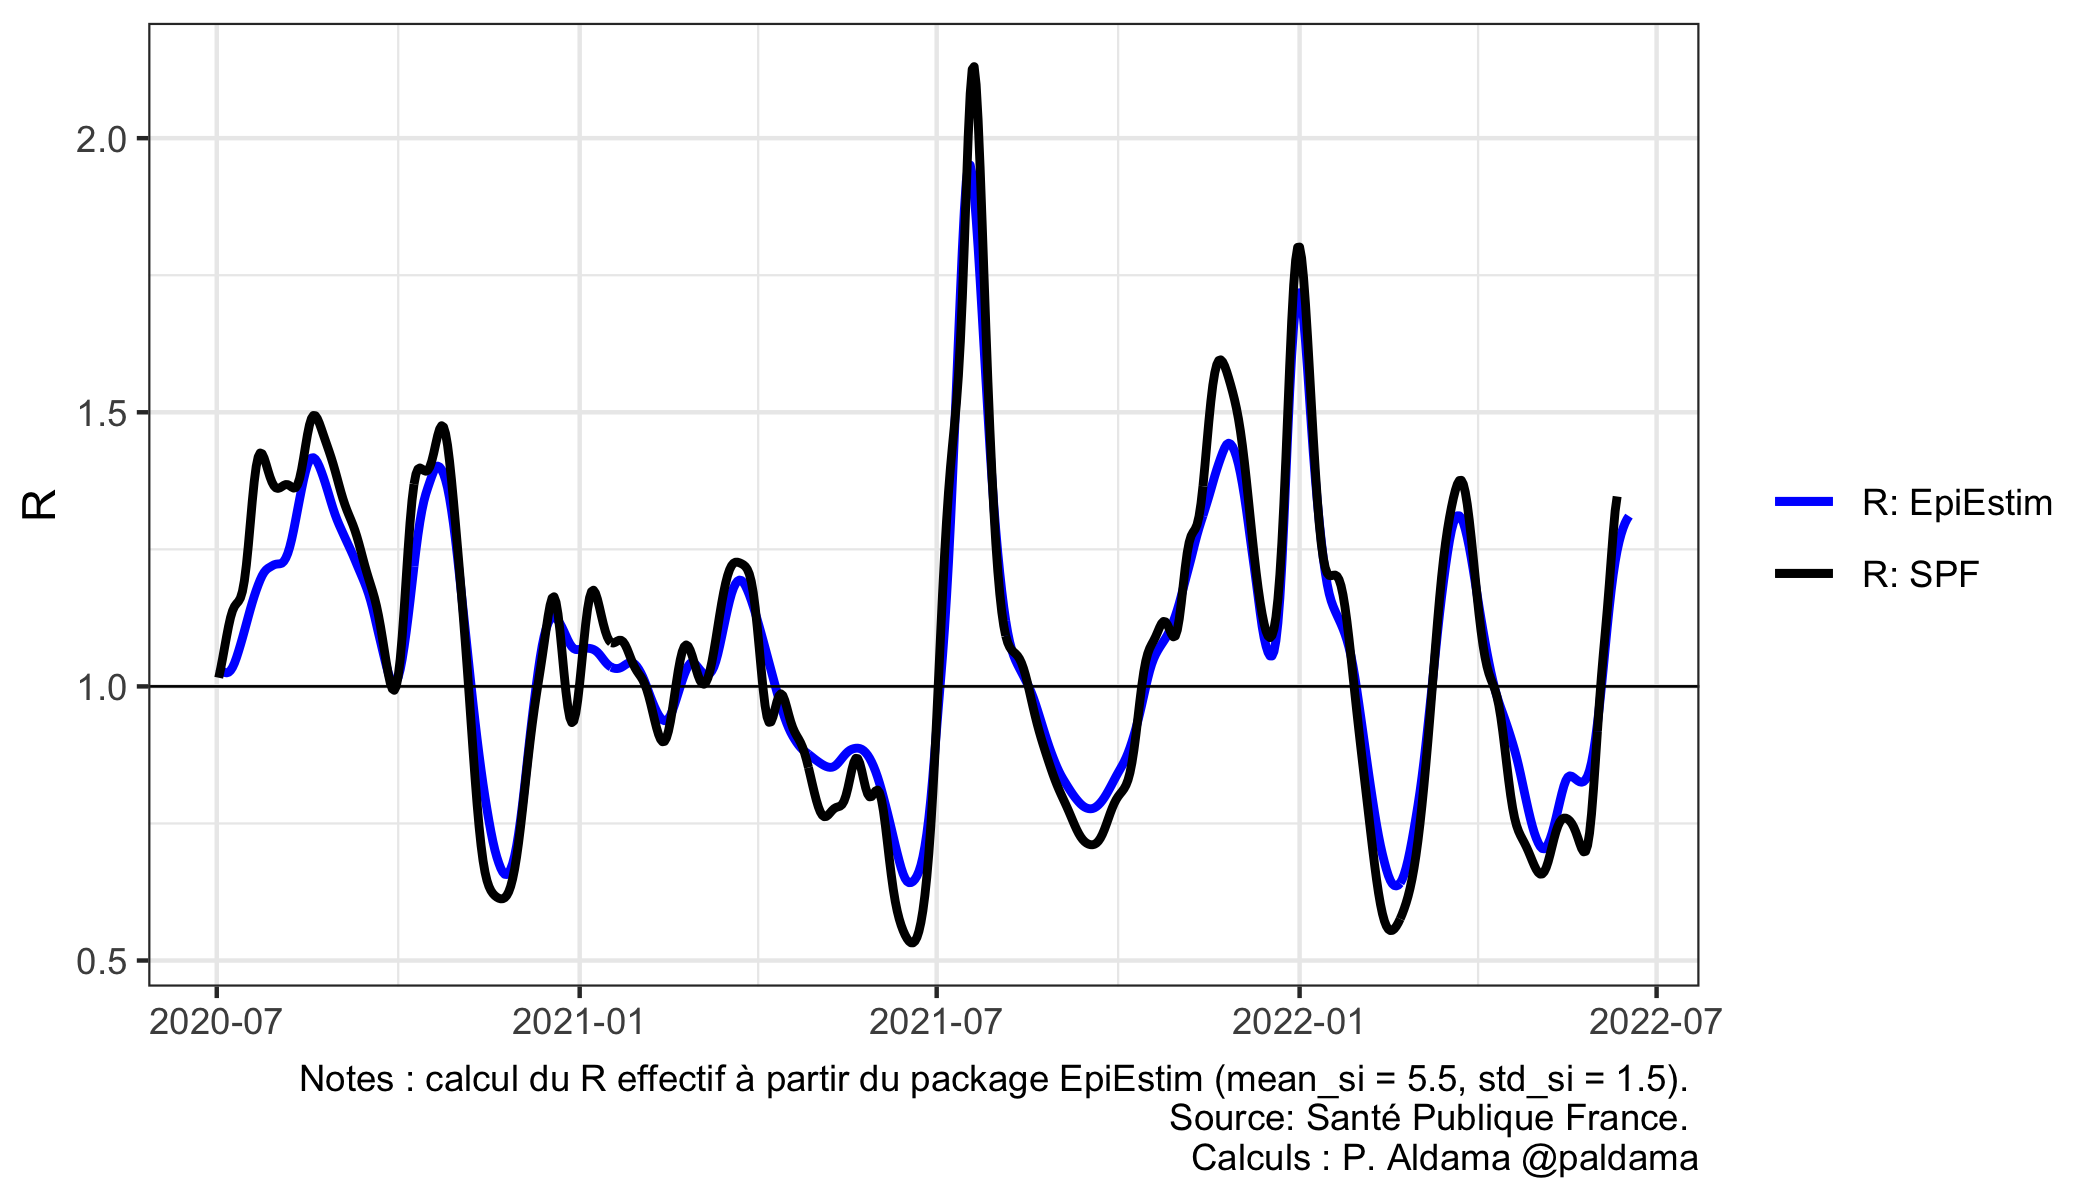 R
2.0
1.5
1.0
0.5
2020-07 2021-01 2021-07 2022-01 2022-07
R: EpiEstim
R: SPF
Notes : calcul du R effectif à partir du package EpiEstim (mean_si = 5.5, std_si = 1.5).
Source: Santé Publique France.
Calculs : P. Aldama @paldama